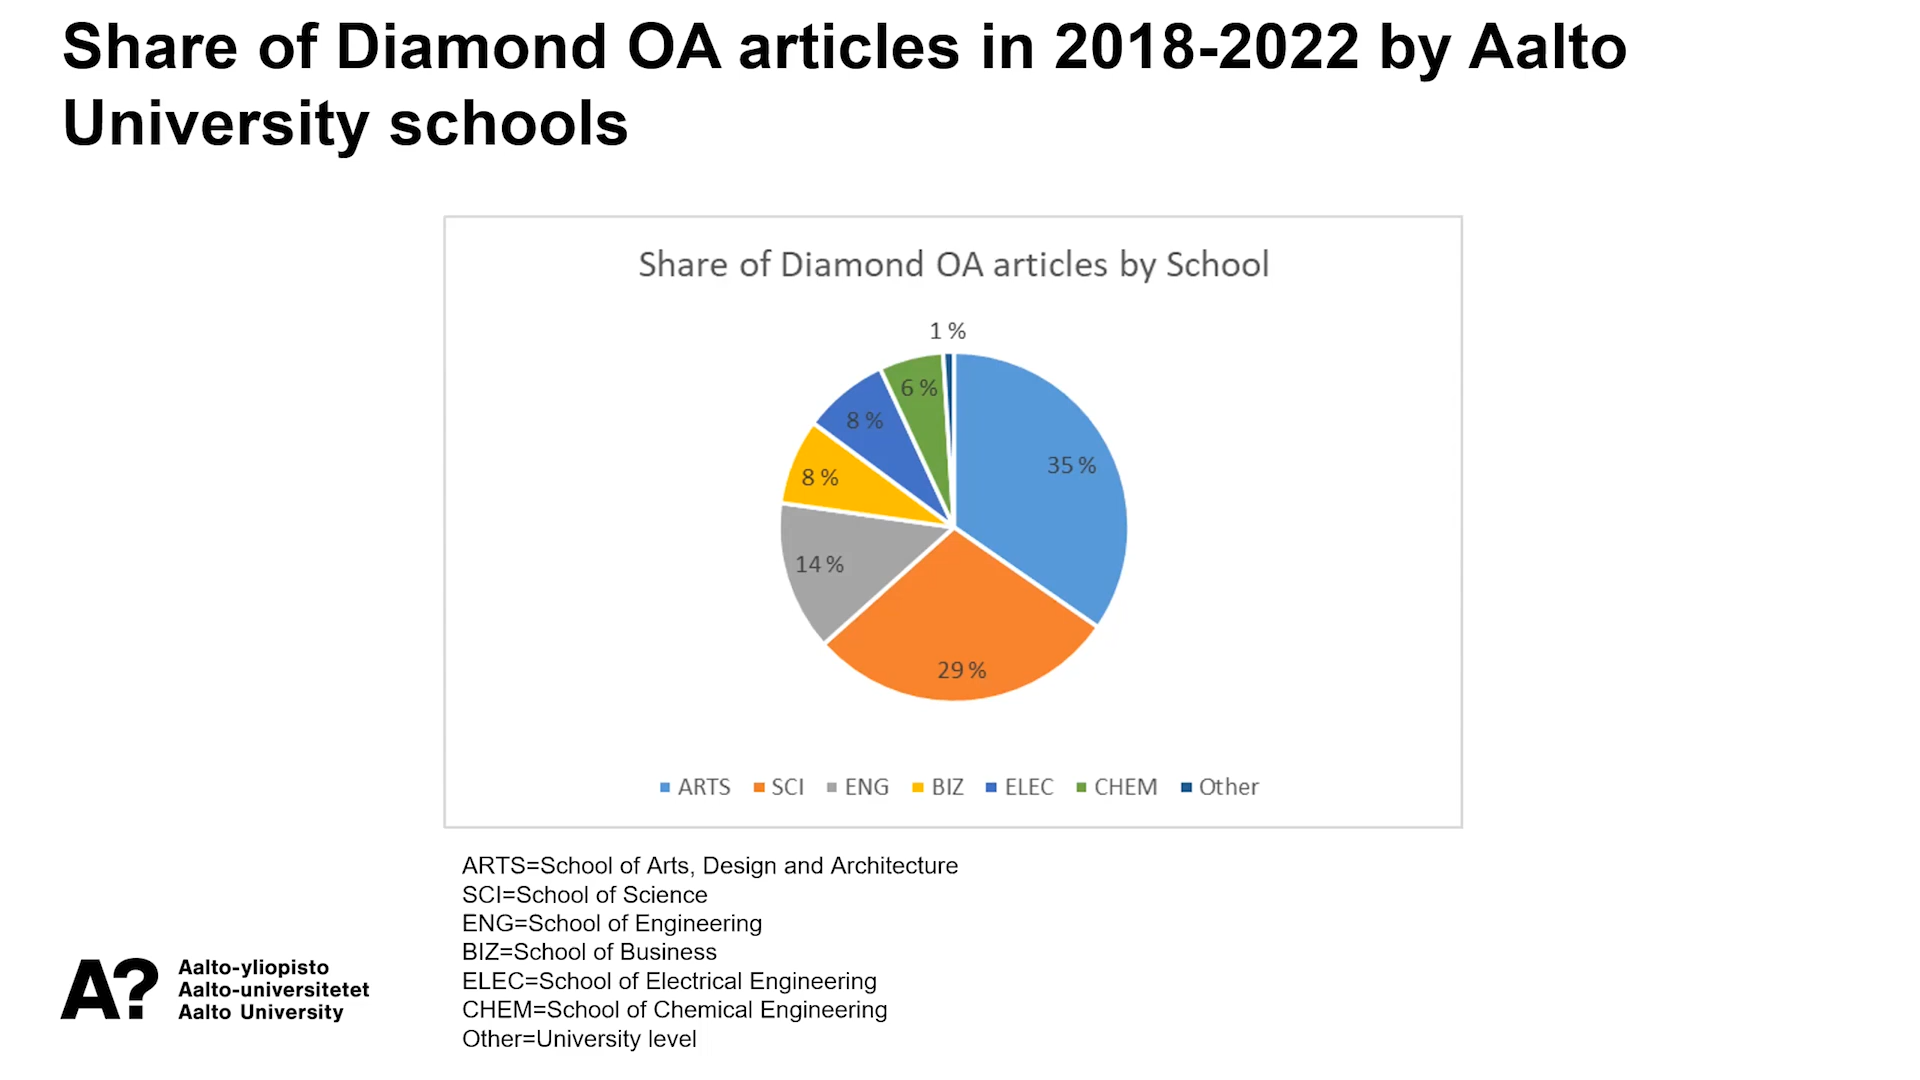 Share of Diamond OA articles in 2018-2022 by Aalto
University schools
Share of Diamond OA articles by School
1 %
6 %
8 %
35 %
8 %
14 %
29 %
ARTS SCI ENG BIZ ELEC CHEM Other
ARTS=School of Arts, Design and Architecture
SCI=School of Science
ENG=School of Engineering
BIZ=School of Business
ELEC=School of Electrical Engineering
CHEM=School of Chemical Engineering
Other=University level
A?
Aalto-yliopisto
Aalto-universitetet
Aalto University